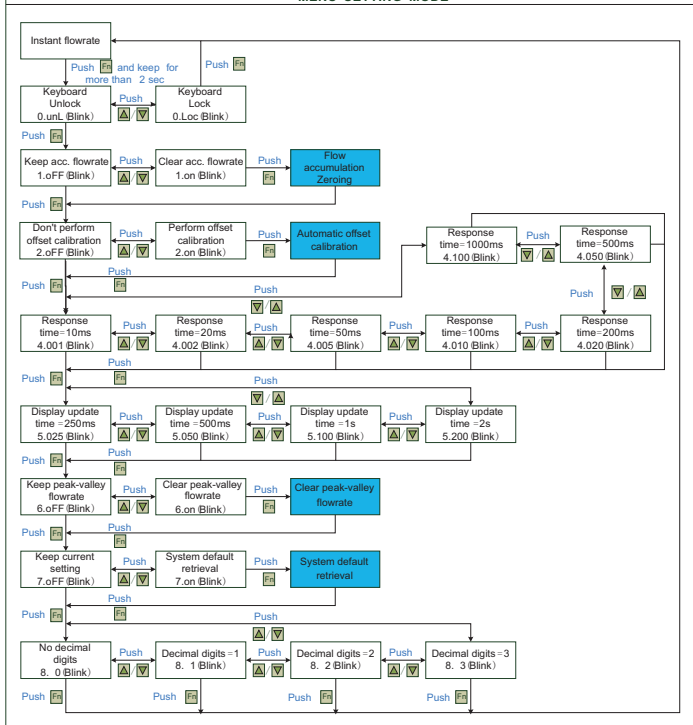 MENU SETTING MODE
Instant flowrate
Push Fn and keep for
more than 2 sec
Push Fn
Keyboard
Unlock
0.unL(Blink)
Push
△/▽
Keyboard
Lock
0.Loc(Blink)
Push Fn
Keep acc. flowrate
1.oFF(Blink)
Push
△/▽
Clear acc. flowrate
1.on(Blink)
Push
Fn
Flow
accumulation
Zeroing
Push Fn
Don't perform
offset calibration
2.oFF(Blink)
Push
△/▽
Perform offset
calibration
2.on(Blink)
Push
Fn
Automatic offset
calibration
Response
time=1000ms
4.100(Blink)
Push
▽/△
Response
time=500ms
4.050(Blink)
Push Fn
Push
Fn
Push
▽/△
Push ▽/△
Response
time=10ms
4.001(Blink)
Push
△/▽
Response
time=20ms
4.002(Blink)
Push
△/▽
Response
time=50ms
4.005(Blink)
Push
△/▽
Response
time=100ms
4.010(Blink)
Push
△/▽
Response
time=200ms
4.020(Blink)
Push Fn
Push
Fn
Push
▽/△
Display update
time =250ms
5.025(Blink)
Push
△/▽
Display update
time =500ms
5.050(Blink)
Push
△/▽
Display update
time =1s
5.100(Blink)
Push
△/▽
Display update
time =2s
5.200(Blink)
Push Fn
Push
Fn
Keep peak-valley
flowrate
6.oFF(Blink)
Push
△/▽
Clear peak-valley
flowrate
6.on(Blink)
Push
Fn
Clear peak-valley
flowrate
Push Fn
Push
Fn
Keep current
setting
7.oFF(Blink)
Push
△/▽
System default
retrieval
7.on(Blink)
Push
Fn
System default
retrieval
Push Fn
Push
Fn
Push
△/▽
No decimal
digits
8. 0(Blink)
Push
△/▽
Decimal digits =1
8. 1(Blink)
Push
△/▽
Decimal digits =2
8. 2(Blink)
Push
△/▽
Decimal digits =3
8. 3(Blink)
Push Fn
Push Fn
Push Fn
Push Fn